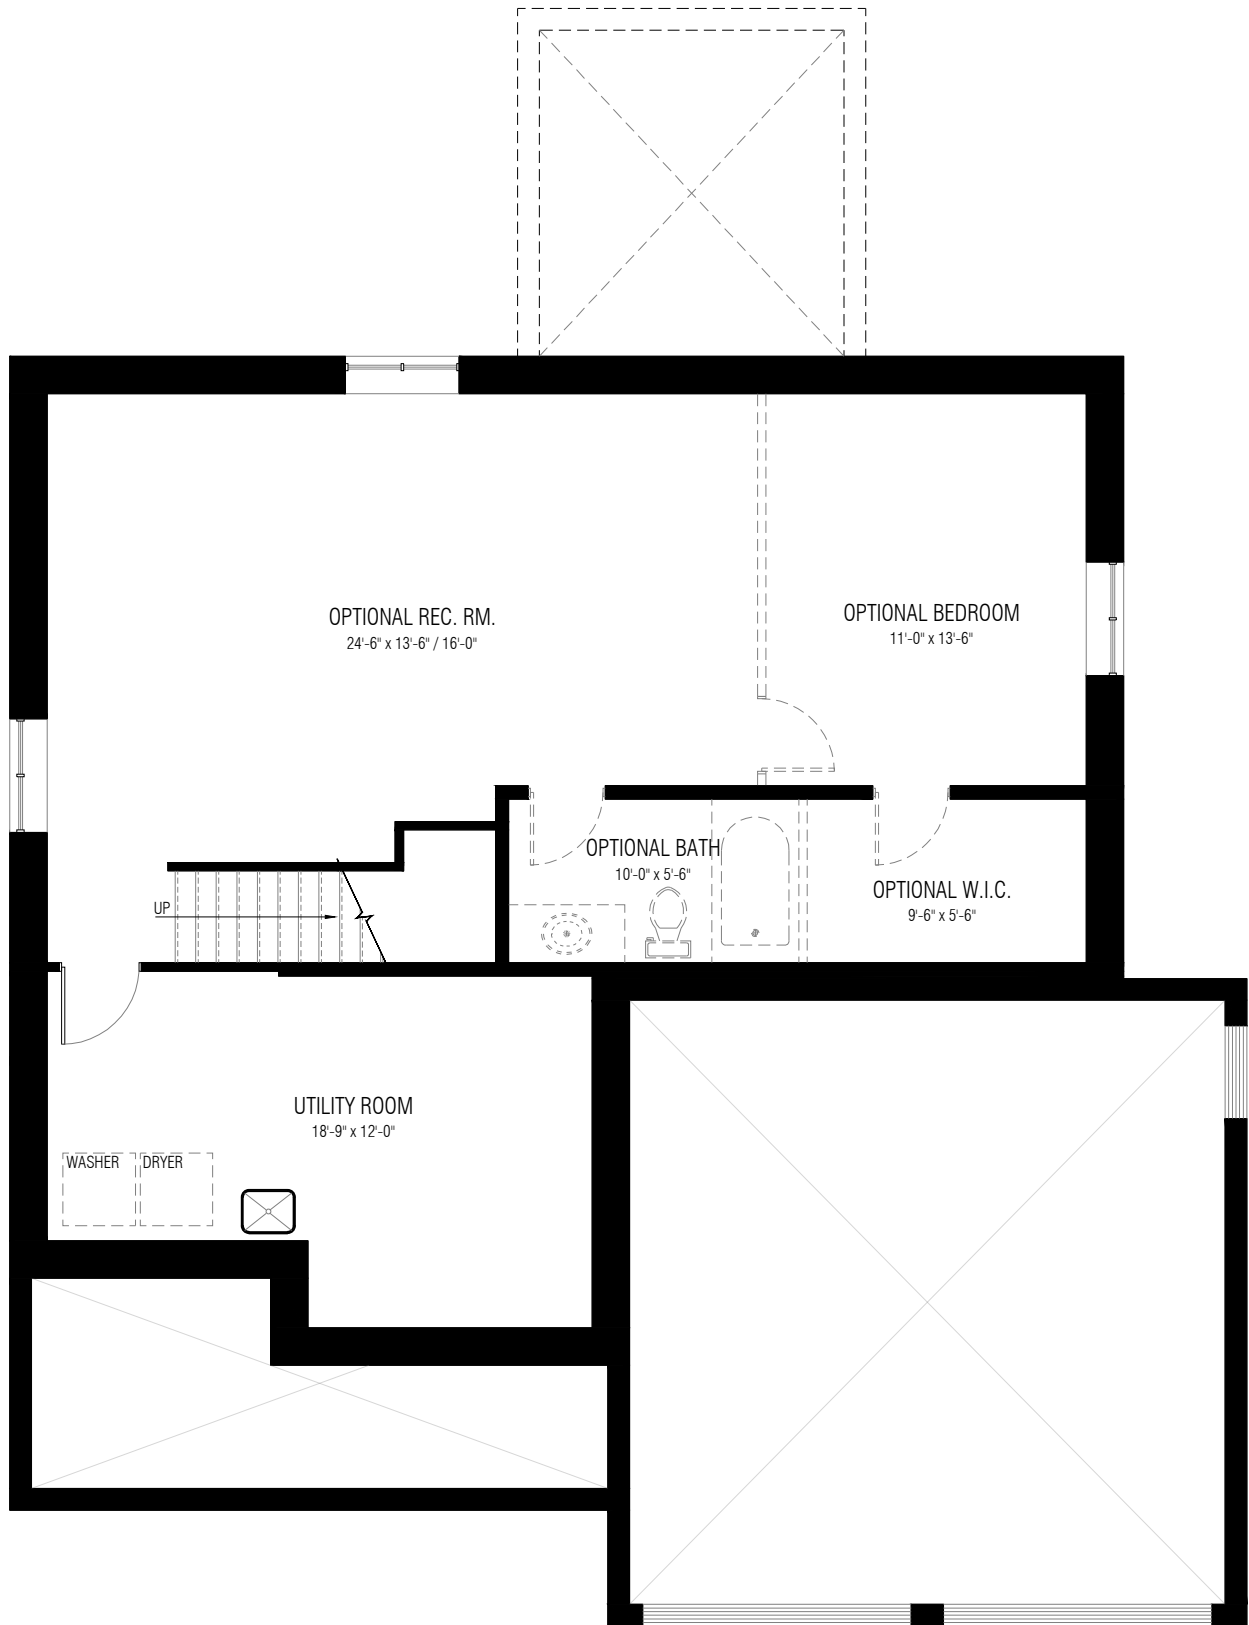 OPTIONAL REC. RM.
24'-6" x 13'-6" / 16'-0"
OPTIONAL BEDROOM
11'-0" x 13'-6"
OPTIONAL BATH
10'-0" x 5'-6"
OPTIONAL W.I.C.
9'-6" x 5'-6"
UP
UTILITY ROOM
18'-9" x 12'-0"
WASHER
DRYER